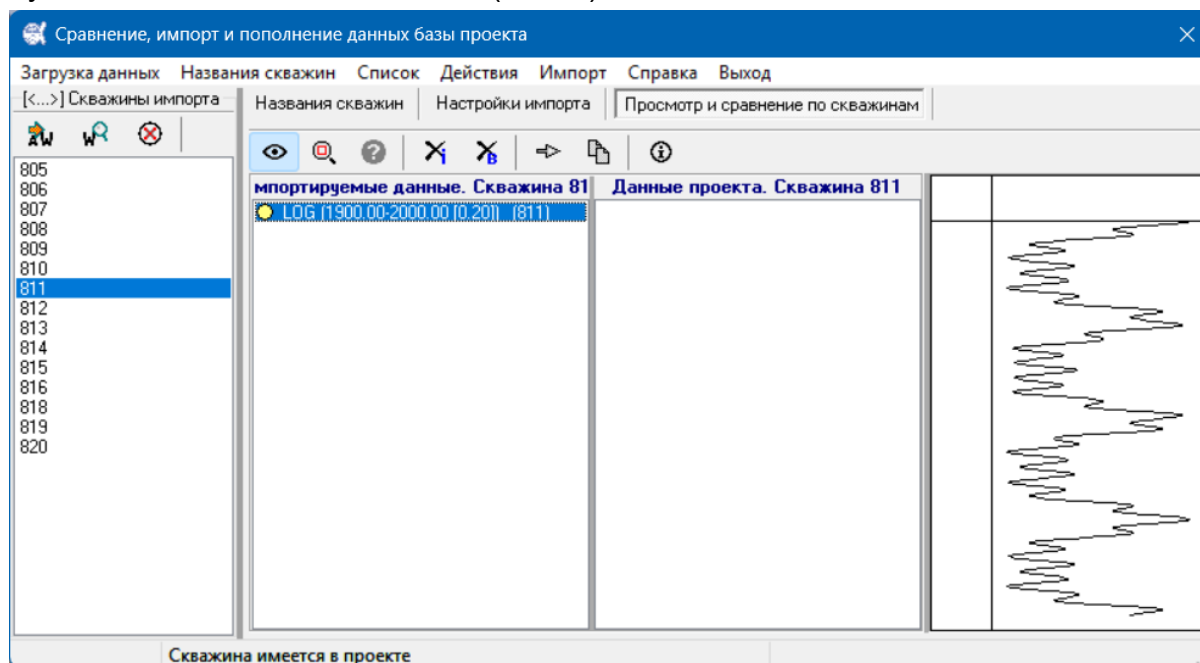 Сравнение, импорт и пополнение данных базы проекта
Загрузка данных Названия скважин Список Действия Импорт Справка Выход
[<...>] Скважины импорта
Названия скважин Настройки импорта Просмотр и сравнение по скважинам
мпортируемые данные. Скважина 81 Данные проекта. Скважина 811
LOG (1900.00-2000.00 (0.20)) (811)
805
806
807
808
809
810
811
812
813
814
815
816
818
819
820
Скважина имеется в проекте